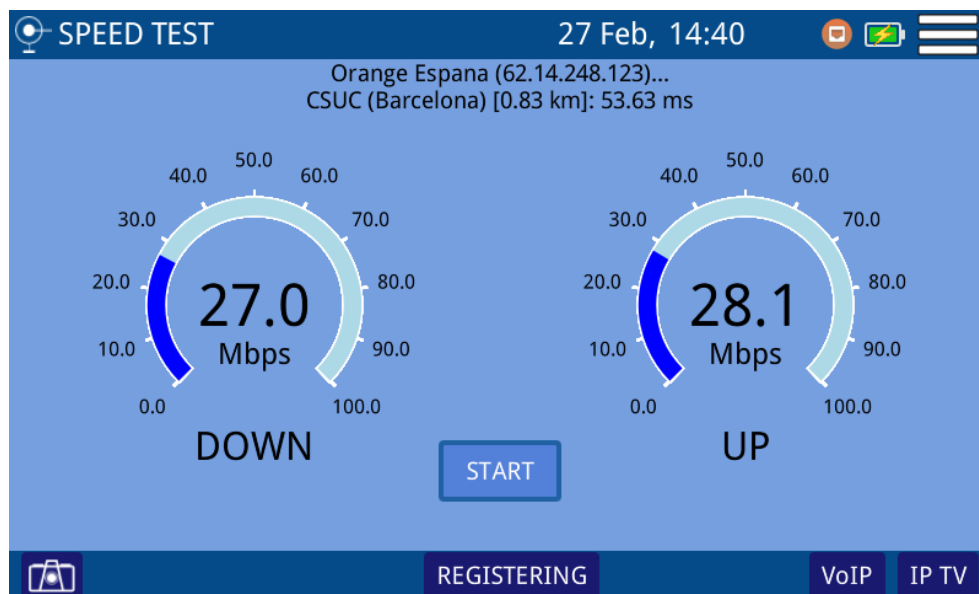 SPEED TEST 27 Feb, 14:40
Orange Espana (62.14.248.123)...
CSUC (Barcelona) [0.83 km]: 53.63 ms
0.0
10.0
20.0
30.0
40.0
50.0
60.0
70.0
80.0
90.0
100.0
27.0
Mbps
DOWN
0.0
10.0
20.0
30.0
40.0
50.0
60.0
70.0
80.0
90.0
100.0
28.1
Mbps
UP
START
REGISTERING VoIP IP TV